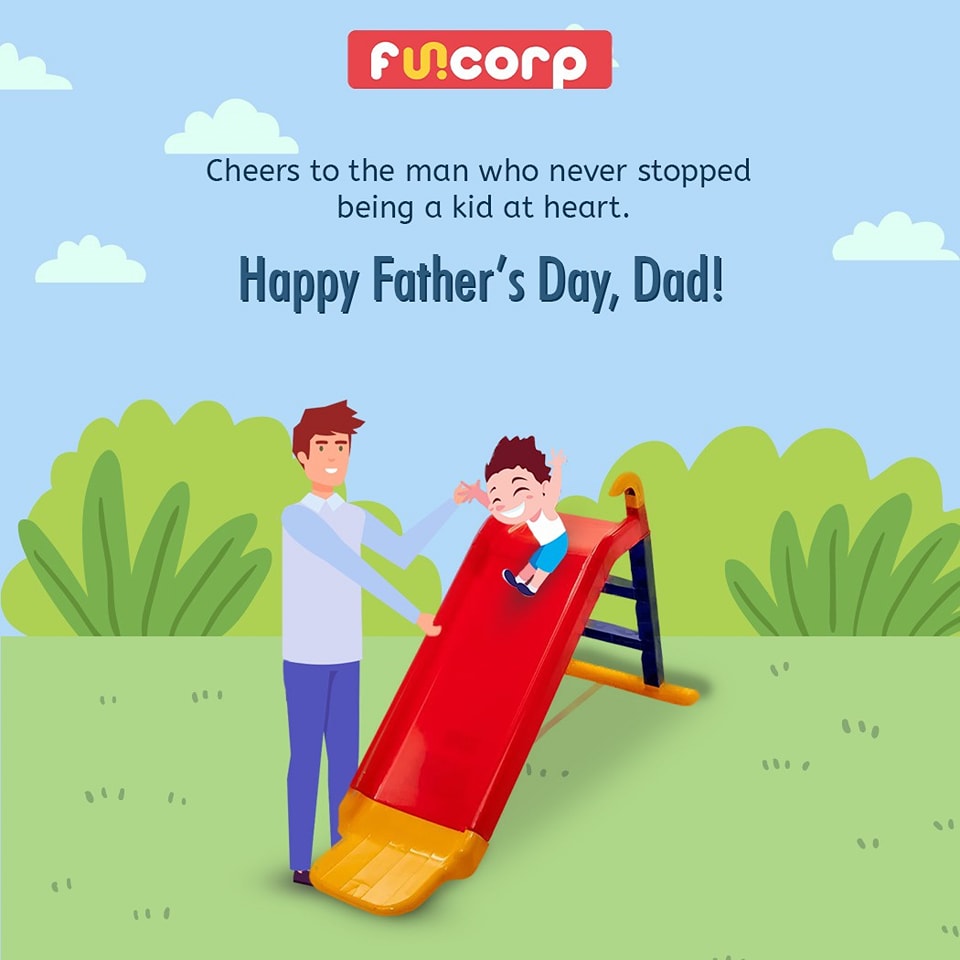 funcorp
Cheers to the man who never stopped
being a kid at heart.
Happy Father's Day, Dad!